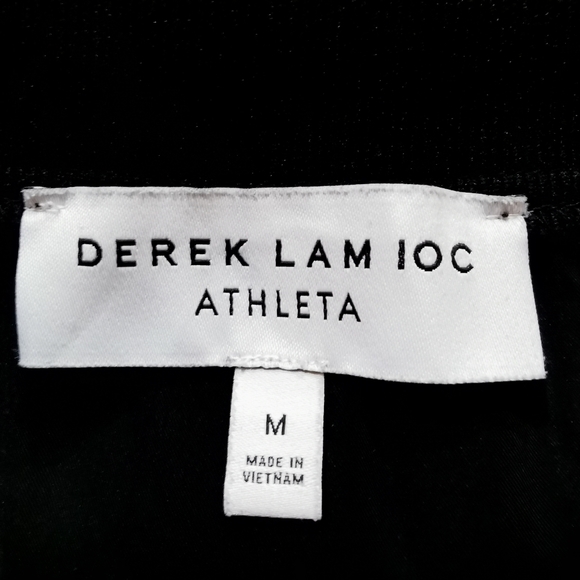 DEREK LAM 10C
ATHLETA
M
MADE IN
VIETNAM